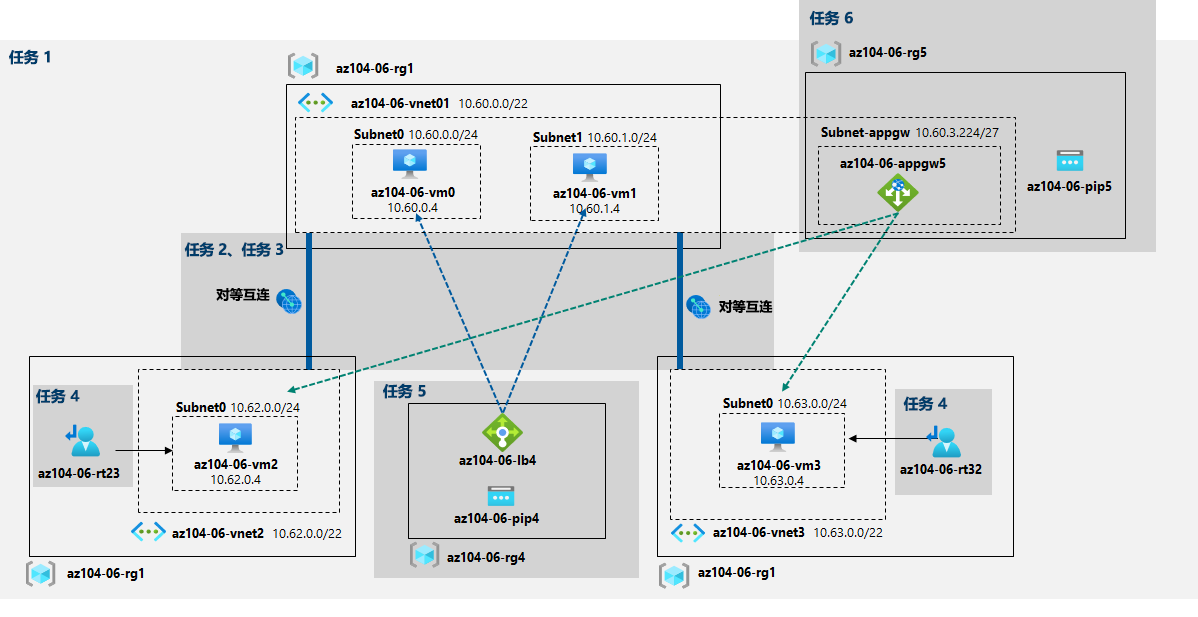 任务 6
az104-06-rg5
任务 1
az104-06-rg1
az104-06-vnet01 10.60.0.0/22
Subnet0 10.60.0.0/24
az104-06-vm0
10.60.0.4
Subnet1 10.60.1.0/24
az104-06-vm1
10.60.1.4
Subnet-appgw 10.60.3.224/27
az104-06-appgw5
az104-06-pip5
任务 2、任务 3
对等互连
对等互连
任务 4
Subnet0 10.62.0.0/24
az104-06-vm2
10.62.0.4
az104-06-rt23
az104-06-vnet2 10.62.0.0/22
az104-06-rg1
任务 5
az104-06-lb4
az104-06-pip4
az104-06-rg4
Subnet0 10.63.0.0/24
az104-06-vm3
10.63.0.4
任务 4
az104-06-rt32
az104-06-vnet3 10.63.0.0/22
az104-06-rg1